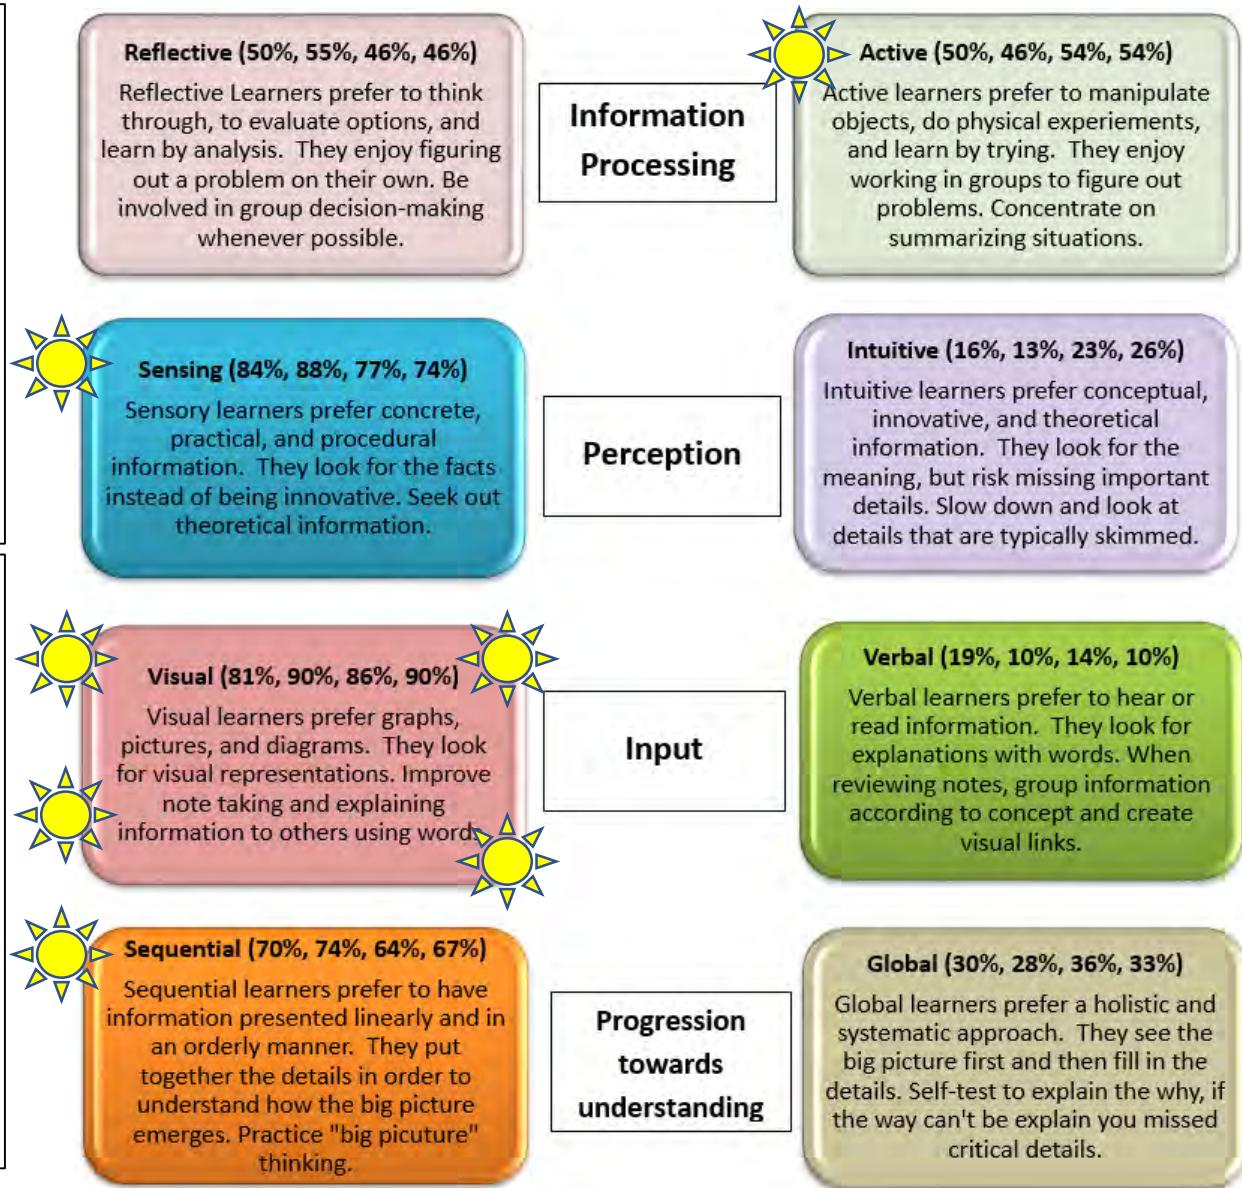 Reflective (50%, 55%, 46%, 46%)
Reflective Learners prefer to think
through, to evaluate options, and
learn by analysis. They enjoy figuring
out a problem on their own. Be
involved in group decision-making
whenever possible.
Information
Processing
Active (50%, 46%, 54%, 54%)
Active learners prefer to manipulate
objects, do physical experiements,
and learn by trying. They enjoy
working in groups to figure out
problems. Concentrate on
summarizing situations.
Sensing (84%, 88%, 77%, 74%)
Sensory learners prefer concrete,
practical, and procedural
information. They look for the facts
instead of being innovative. Seek out
theoretical information.
Perception
Intuitive (16%, 13%, 23%, 26%)
Intuitive learners prefer conceptual,
innovative, and theoretical
information. They look for the
meaning, but risk missing important
details. Slow down and look at
details that are typically skimmed.
Visual (81%, 90%, 86%, 90%)
Visual learners prefer graphs,
pictures, and diagrams. They look
for visual representations. Improve
note taking and explaining
information to others using words.
Input
Verbal (19%, 10%, 14%, 10%)
Verbal learners prefer to hear or
read information. They look for
explanations with words. When
reviewing notes, group information
according to concept and create
visual links.
Sequential (70%, 74%, 64%, 67%)
Sequential learners prefer to have
information presented linearly and in
an orderly manner. They put
together the details in order to
understand how the big picture
emerges. Practice "big picuture"
thinking.
Progression
towards
understanding
Global (30%, 28%, 36%, 33%)
Global learners prefer a holistic and
systematic approach. They see the
big picture first and then fill in the
details. Self-test to explain the why, if
the way can't be explain you missed
critical details.